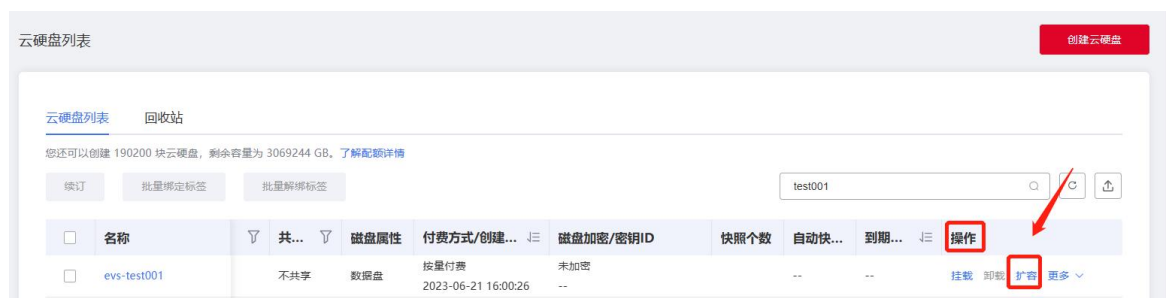 云硬盘列表
创建云硬盘
云硬盘列表 回收站
您还可以创建 190200 块云硬盘，剩余容量为 3069244 GB。了解配额详情
续订 批量绑定标签 批量解绑标签 test001
名称 共... 磁盘属性 付费方式/创建... 磁盘加密/密钥ID 快照个数 自动快... 到期... 操作
evs-test001 不共享 数据盘 按量付费 未加密 -- -- 挂载 卸载 扩容 更多
2023-06-21 16:00:26 --